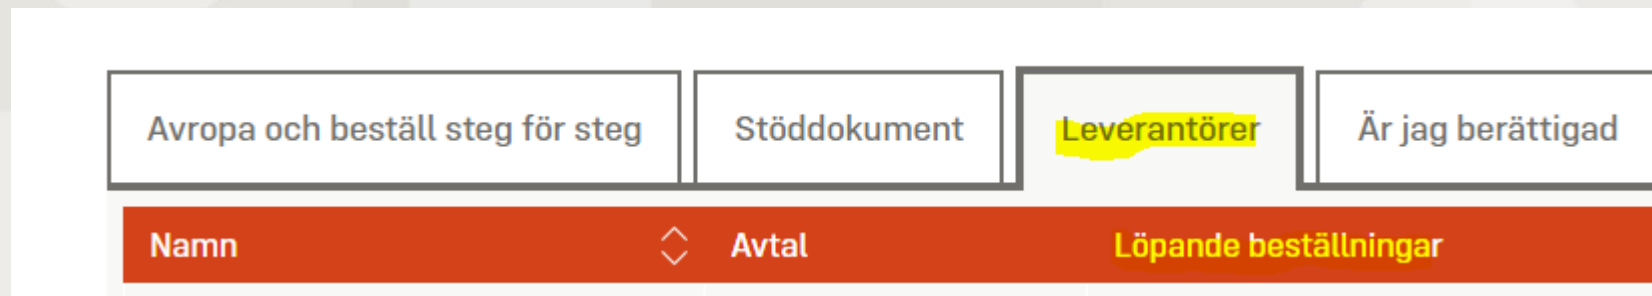 Avropa och beställ steg för steg Stöddokument Leverantörer Är jag berättigad
Namn Avtal Löpande beställningar